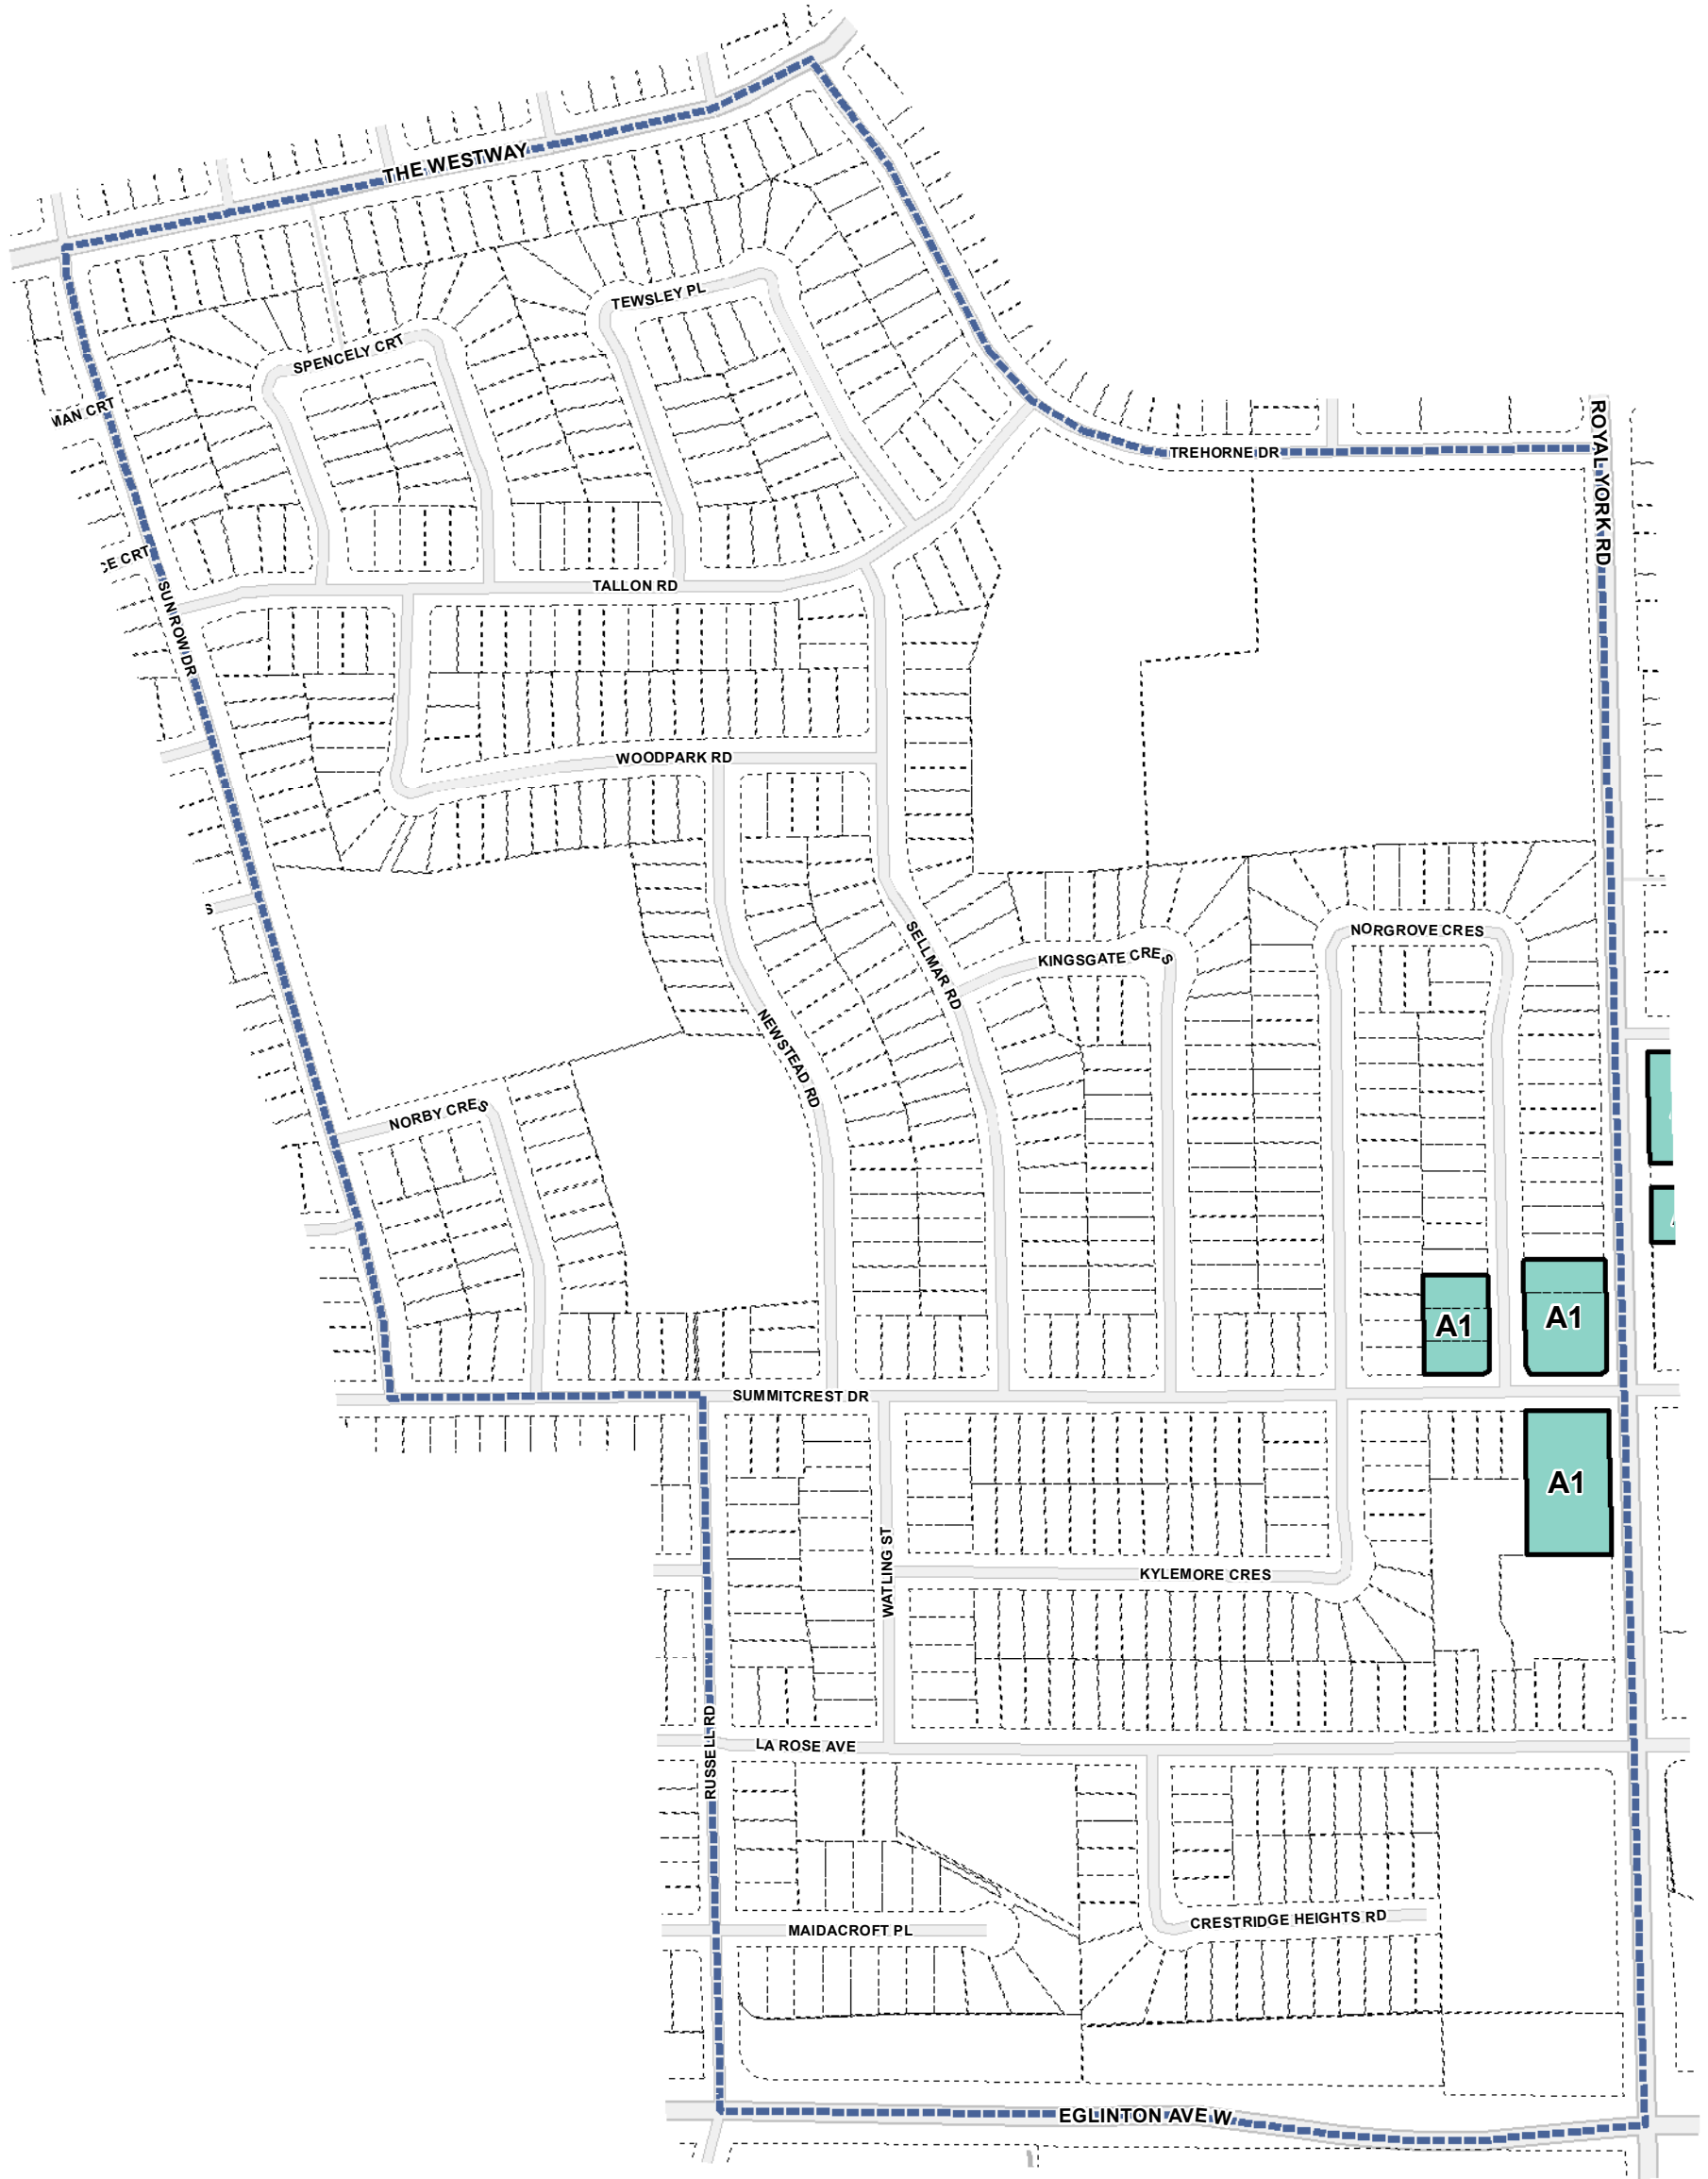 THE WESTWAY
TEWSLEY PL
SPENCELY CRT
MAN CRT
ROYAL YORK RD
TREHORNE DR
CE CRT
SUN ROW DR
TALLON RD
WOODPARK RD
S
SELLMAR RD
KINGSGATE CRES
NORGROVE CRES
NEWSTEAD RD
NORBY CRES
A1
A1
SUMMITCREST DR
A1
WATLING ST
KYLEMORE CRES
RUSSELL RD
LA ROSE AVE
MAIDACROFT PL
CRESTRIDGE HEIGHTS RD
EGLINTON AVE W